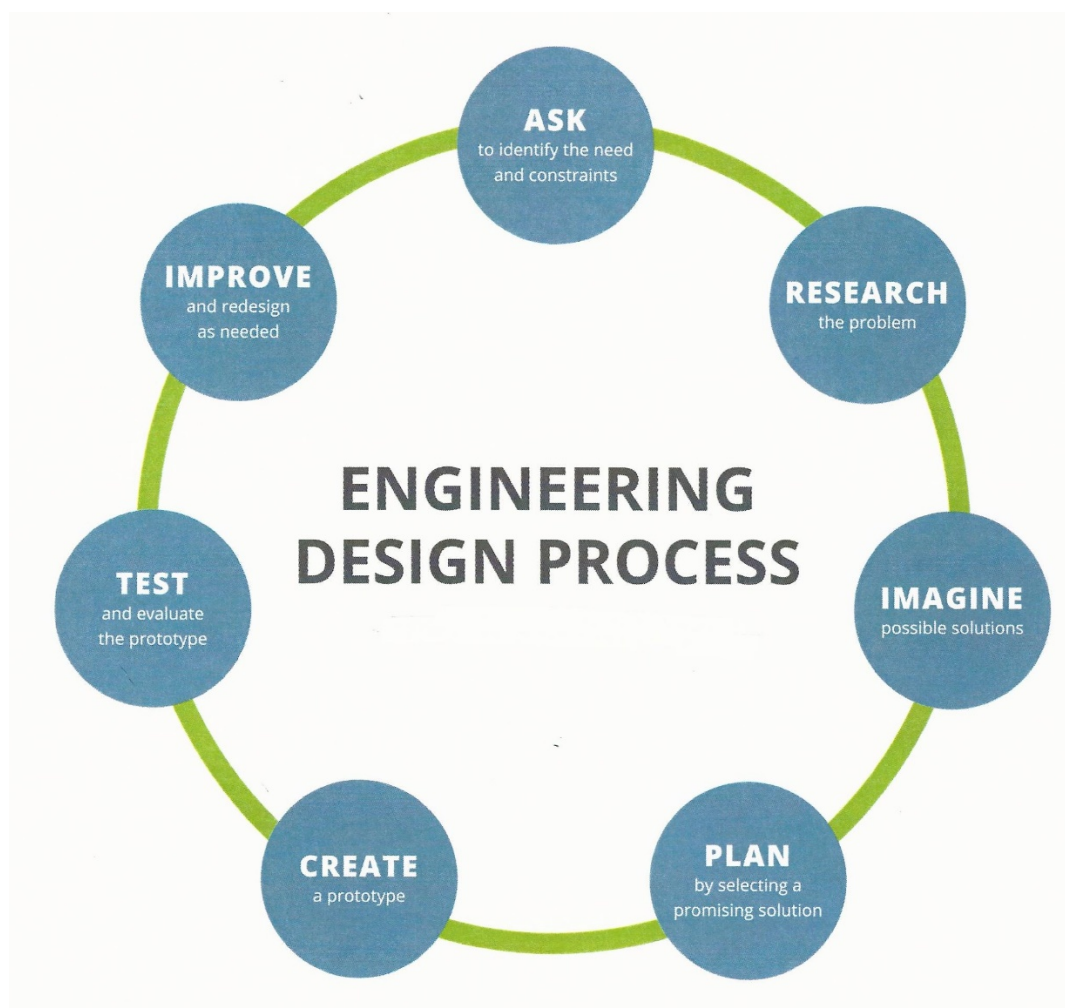 ASK
to identify the need
and constraints
RESEARCH
the problem
IMAGINE
possible solutions
PLAN
by selecting a
promising solution
CREATE
a prototype
TEST
and evaluate
the prototype
IMPROVE
and redesign
as needed
ENGINEERING
DESIGN PROCESS